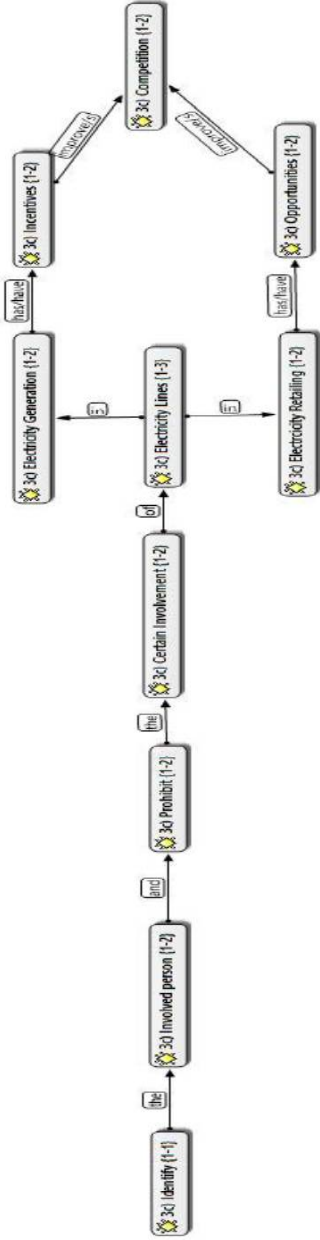 3c) Identify {1-1}
the
3c) Involved person {1-2}
and
3c) Prohibit {1-2}
the
3c) Certain Involvement {1-2}
of
3c) Electricity Lines {1-3}
in
3c) Electricity Generation {1-2}
has/have
3c) Incentives {1-2}
improve/s
in
3c) Electricity Retailing {1-2}
has/have
3c) Opportunities {1-2}
improve/s
3c) Competition {1-2}